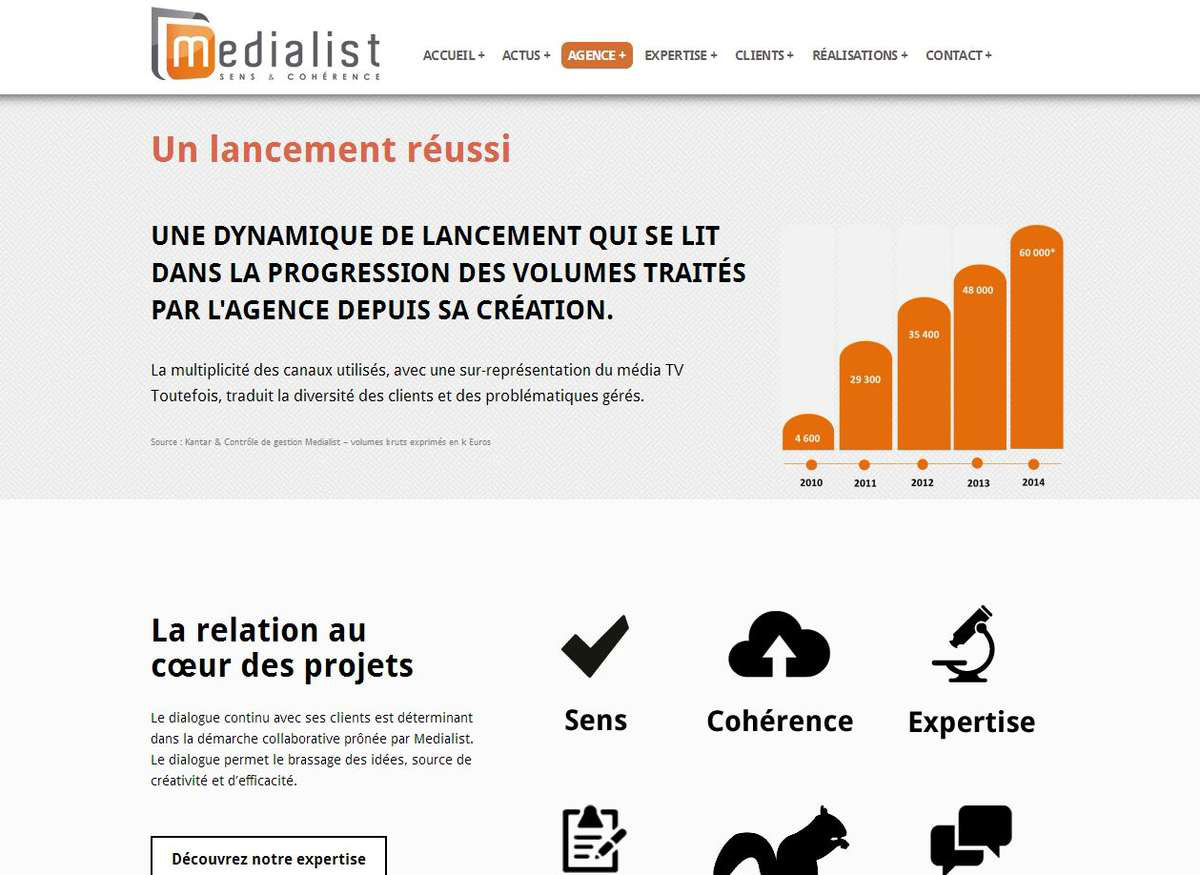 medialist
SENS & COHÉRENCE
ACCUEIL + ACTUS + AGENCE + EXPERTISE + CLIENTS + RÉALISATIONS + CONTACT +
Un lancement réussi
UNE DYNAMIQUE DE LANCEMENT QUI SE LIT
DANS LA PROGRESSION DES VOLUMES TRAITÉS
PAR L'AGENCE DEPUIS SA CRÉATION.
La multiplicité des canaux utilisés, avec une sur-représentation du média TV
Toutefois, traduit la diversité des clients et des problématiques gérés.
Source : Kantar & Contrôle de gestion Medialist – volumes bruts exprimés en k Euros
4 600
29 300
35 400
48 000
60 000*
2010 2011 2012 2013 2014
La relation au
cœur des projets
Le dialogue continu avec ses clients est déterminant
dans la démarche collaborative prônée par Medialist.
Le dialogue permet le brassage des idées, source de
créativité et d'efficacité.
Découvrez notre expertise
Sens
Cohérence
Expertise